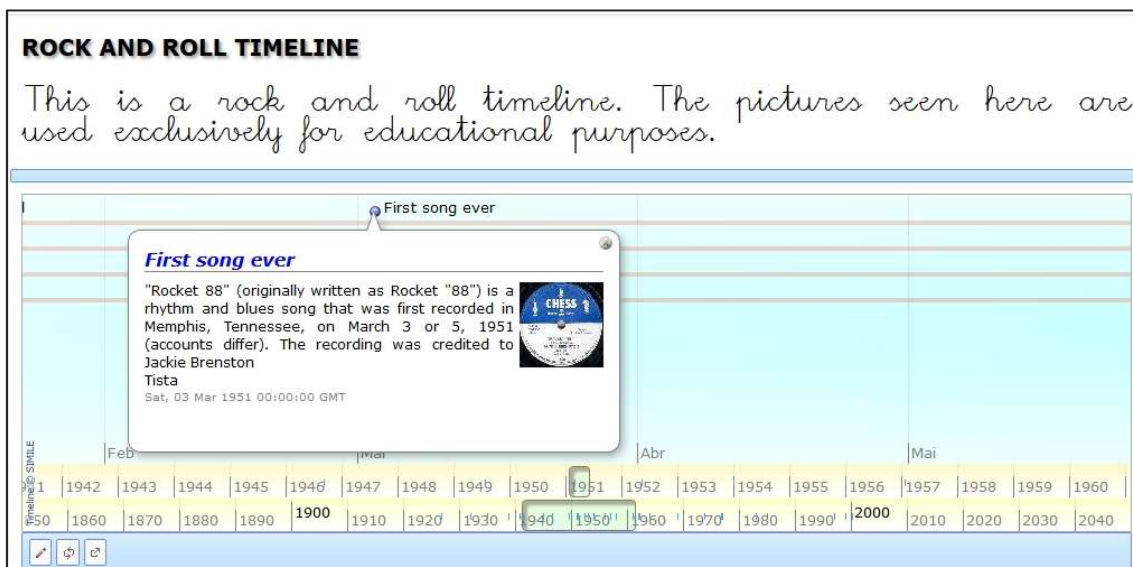 ROCK AND ROLL TIMELINE
This is a rock and roll timeline. The pictures seen here are
used exclusively for educational purposes.
First song ever
First song ever
"Rocket 88" (originally written as Rocket "88") is a
rhythm and blues song that was first recorded in
Memphis, Tennessee, on March 3 or 5, 1951
(accounts differ). The recording was credited to
Jackie Brenston
Tista
Sat, 03 Mar 1951 00:00:00 GMT
CHESS
Timeline © SIMILE
Feb Mar Abr Mai
1942 1943 1944 1945 1946 1947 1948 1949 1950 1951 1952 1953 1954 1955 1956 1957 1958 1959 1960
1860 1870 1880 1890 1900 1910 1920 1930 1940 1950 1960 1970 1980 1990 2000 2010 2020 2030 2040